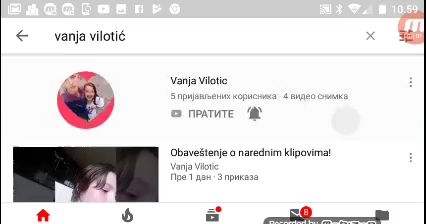 10.59
vanja vilotić
Vanja Vilotic
5 пријављених корисника · 4 видео снимка
ПРАТИТЕ
Obaveštenje o narednim klipovima!
Vanja Vilotic
Пре 1 дан · 3 приказа
8
Recorded by